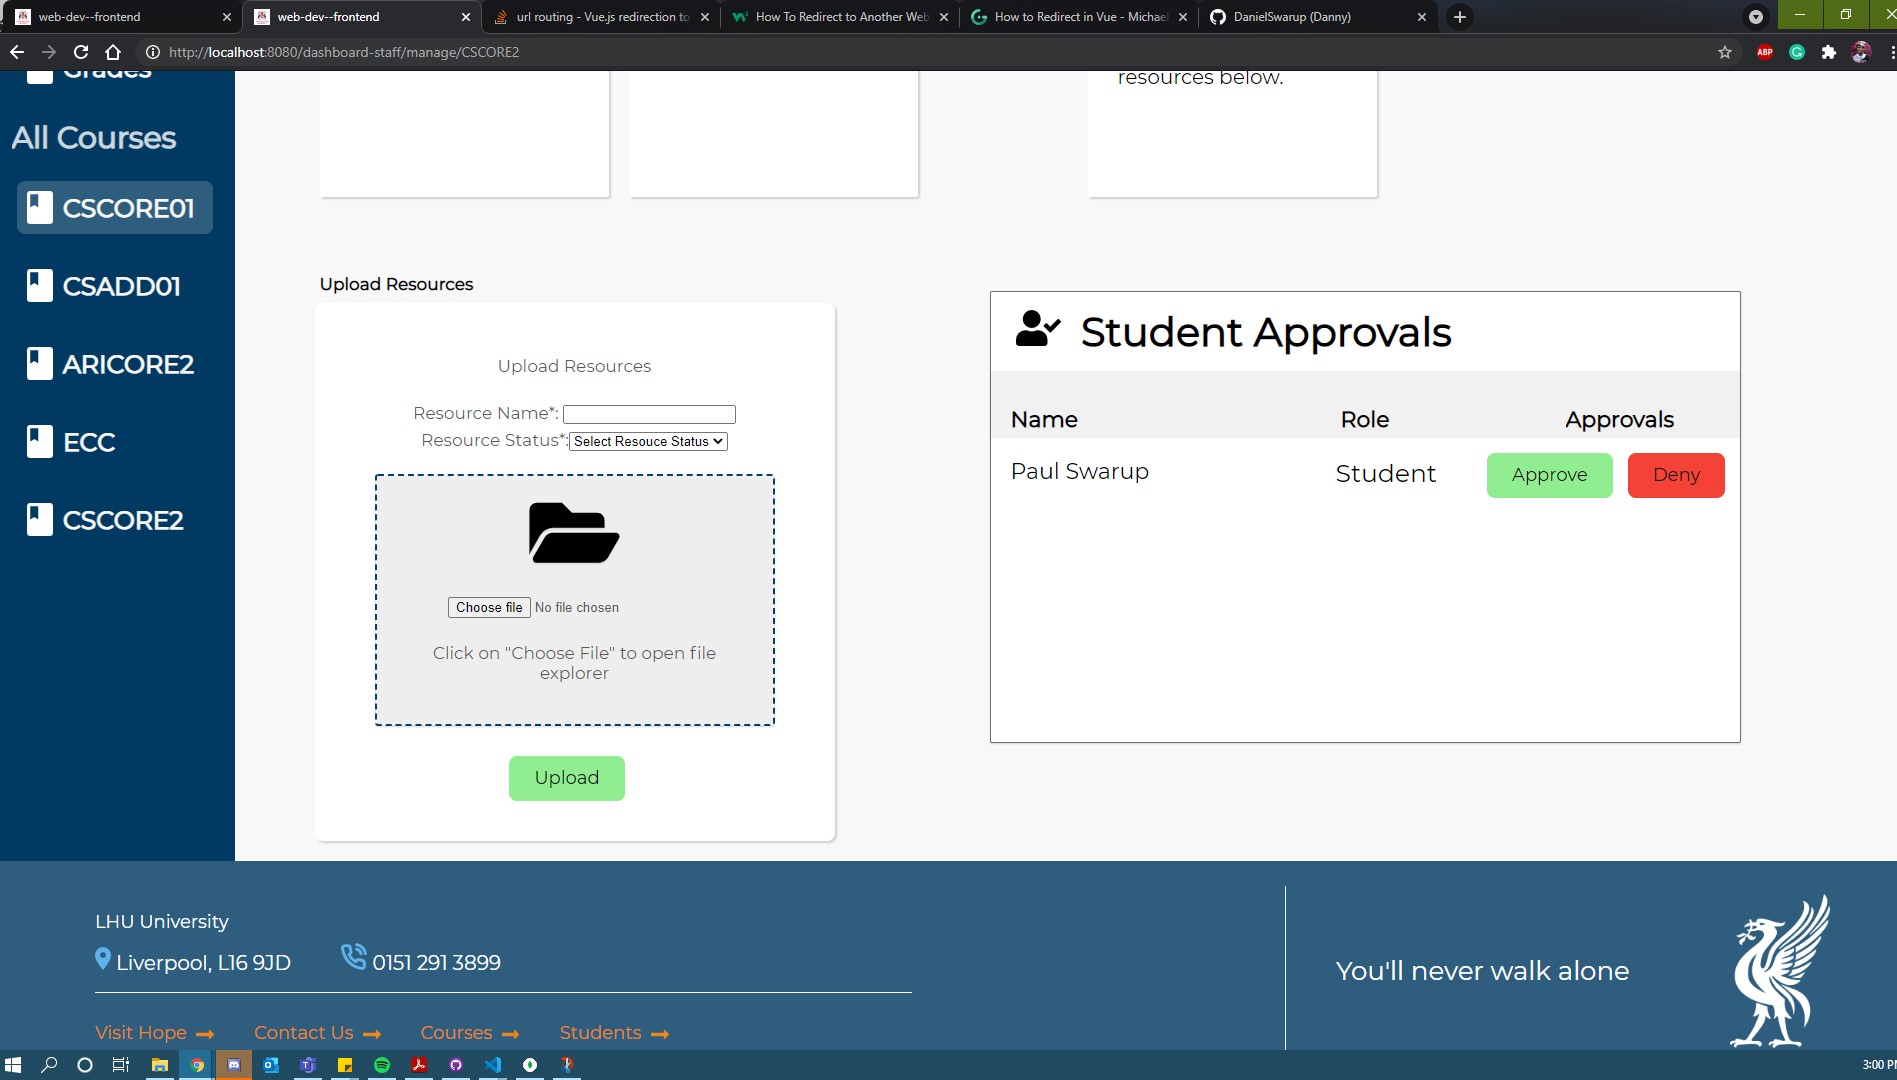 web-dev--frontend
web-dev--frontend
url routing - Vue.js redirection to
How To Redirect to Another Web
How to Redirect in Vue - Michael
DanielSwarup (Danny)
http://localhost:8080/dashboard-staff/manage/CSCORE2
ABP
Grades
resources below.
All Courses
CSCORE01
CSADD01
ARICORE2
ECC
CSCORE2
Upload Resources
Upload Resources
Resource Name*:
Resource Status*: Select Resouce Status
Choose file No file chosen
Click on "Choose File" to open file
explorer
Upload
Student Approvals
Name Role Approvals
Paul Swarup Student Approve Deny
LHU University
Liverpool, L16 9JD 0151 291 3899
Visit Hope Contact Us Courses Students
You'll never walk alone
3:00 PM